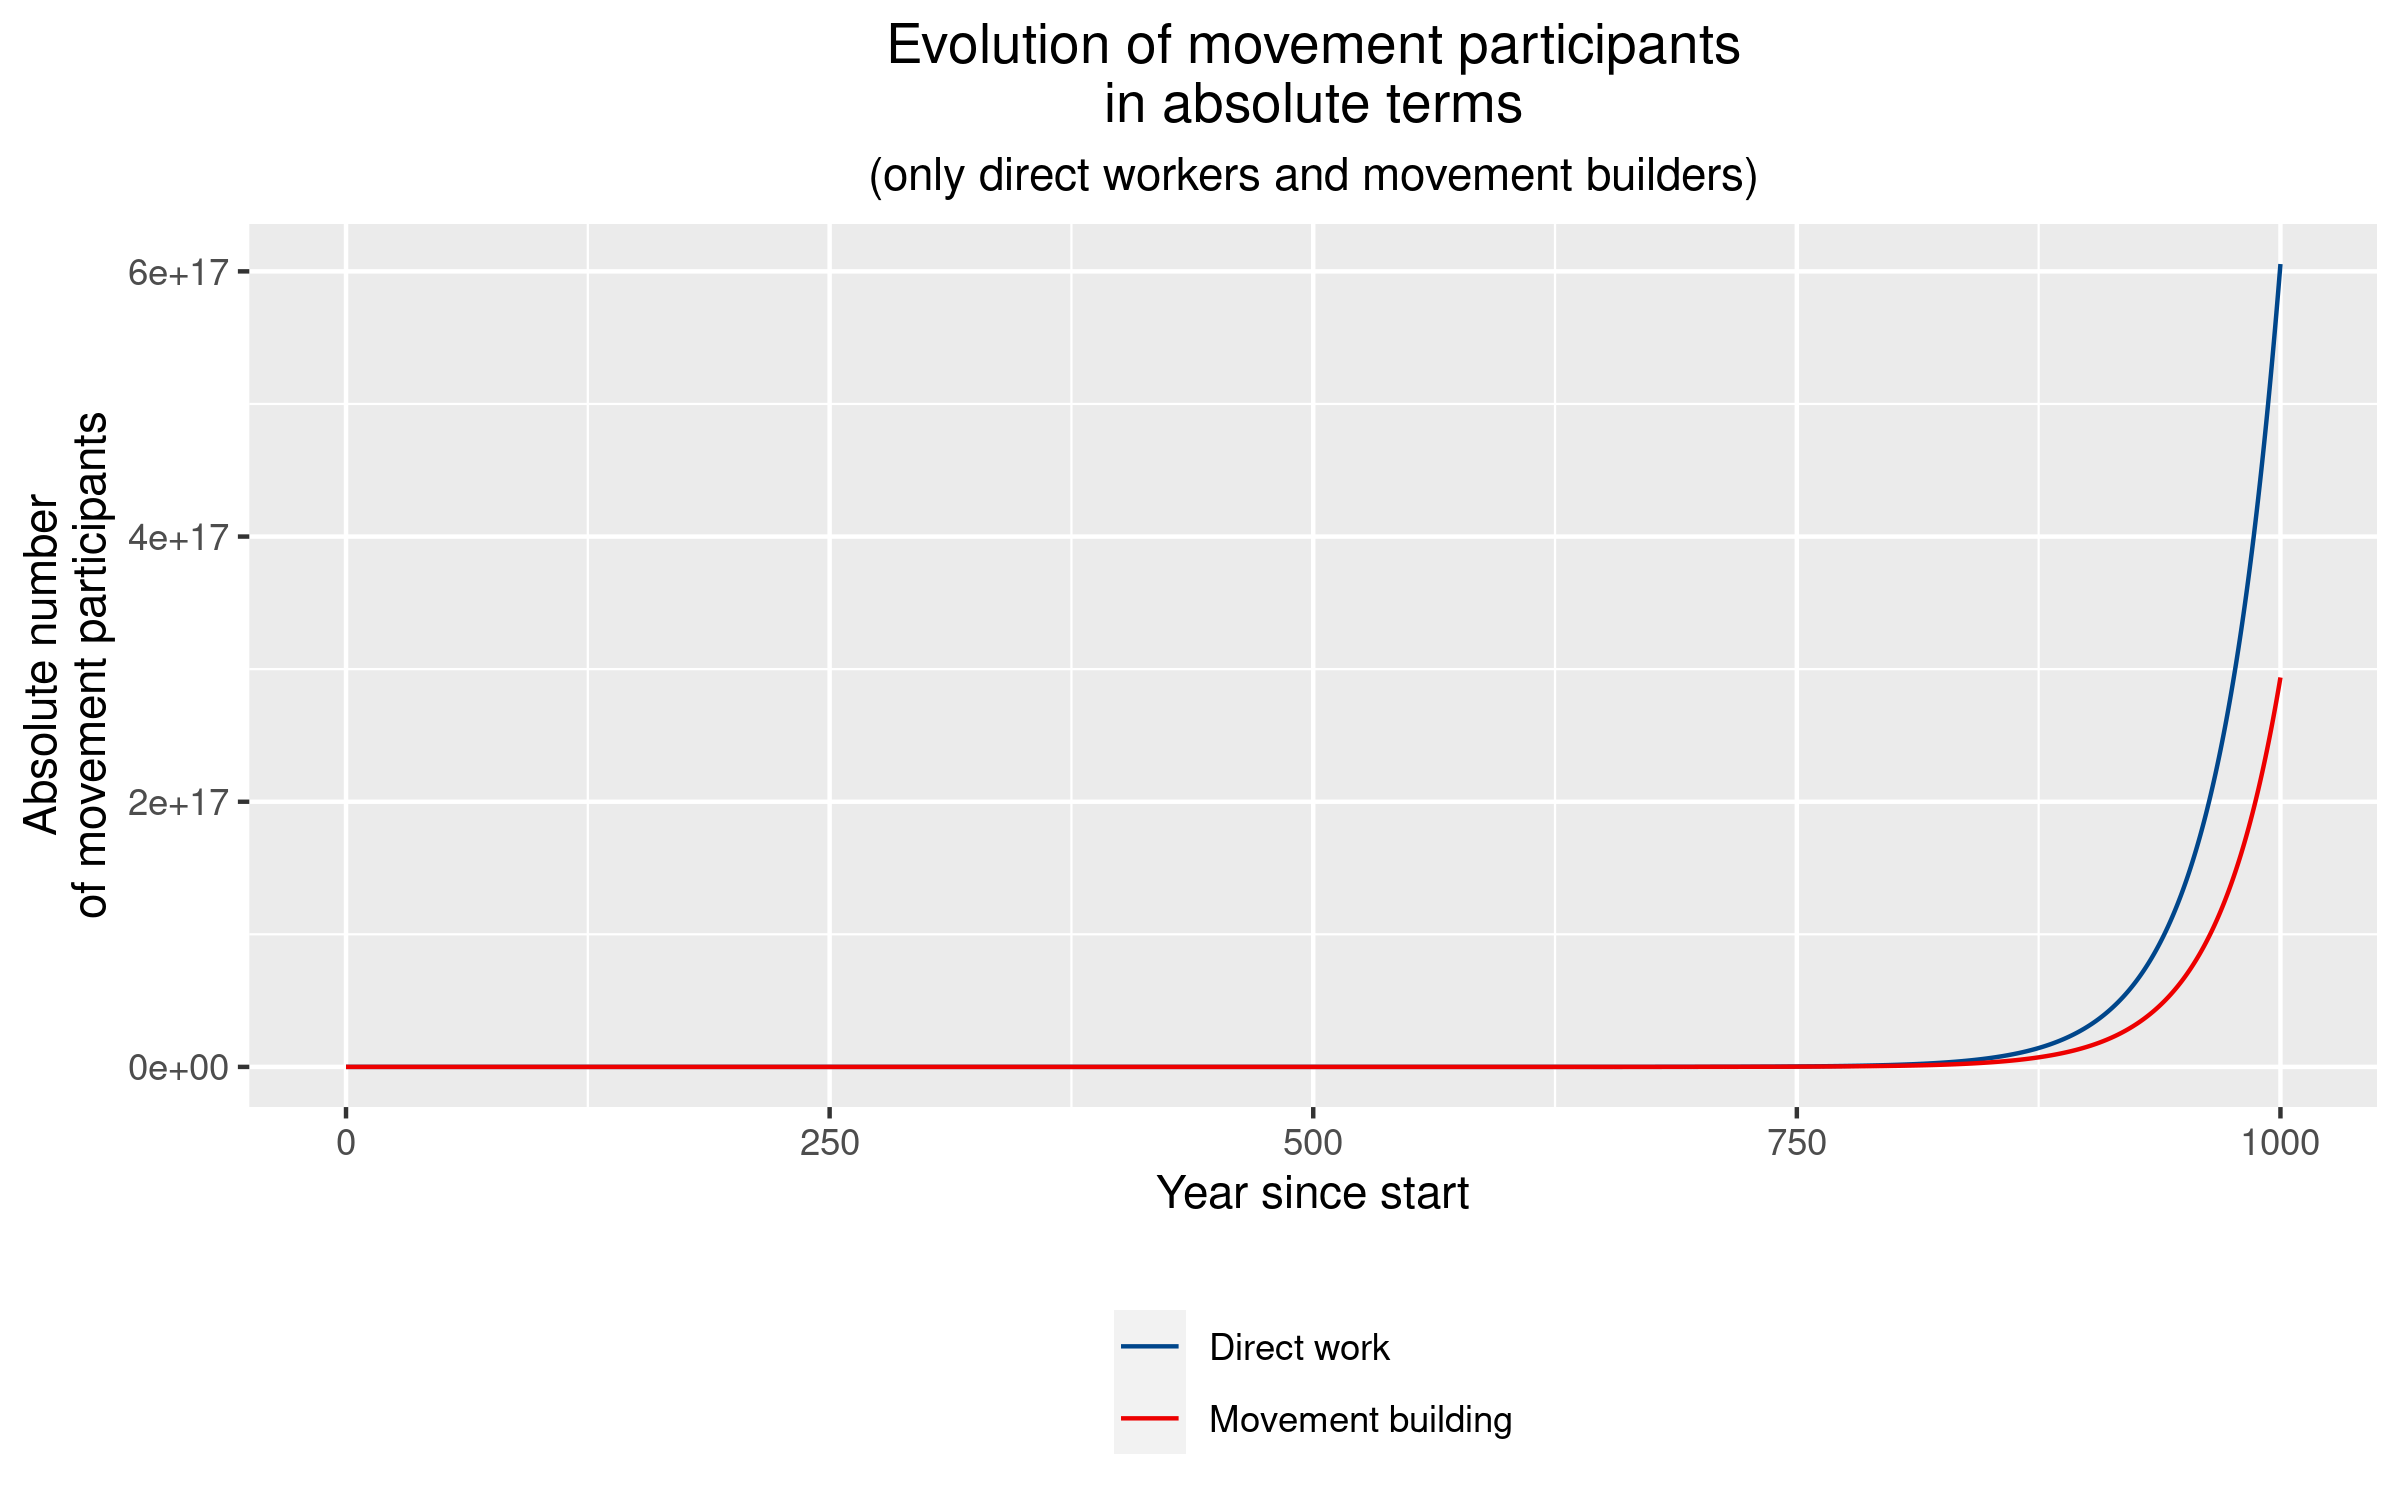 Evolution of movement participants
in absolute terms
(only direct workers and movement builders)
Absolute number
of movement participants
6e+17
4e+17
2e+17
0e+00
0
250
500
750
1000
Year since start
Direct work
Movement building